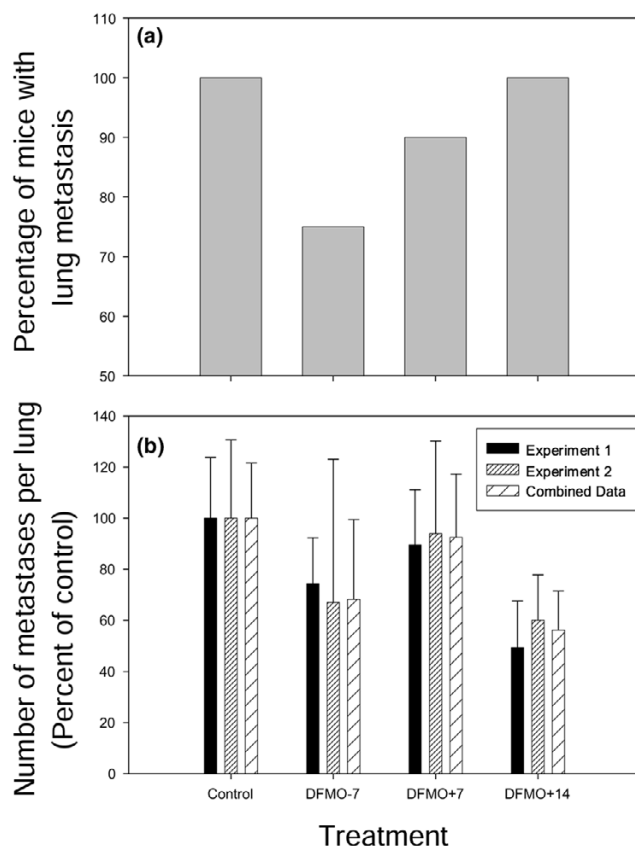 Percentage of mice with
lung metastasis
(a)
110
100
90
80
70
60
50
Number of metastases per lung
(Percent of control)
(b)
140
120
100
80
60
40
20
0
Experiment 1
Experiment 2
Combined Data
Control DFMO-7 DFMO+7 DFMO+14
Treatment